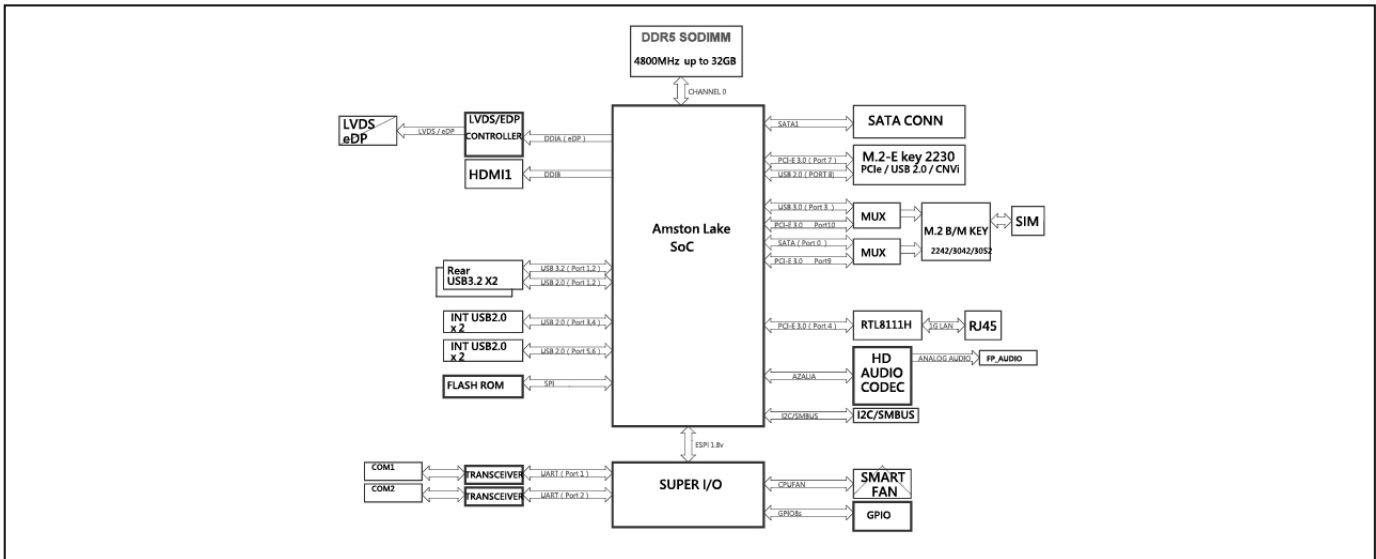 DDR5 SODIMM
4800MHz up to 32GB
CHANNEL 0
LVDS
eDP
LVDS / eDP
LVDS/EDP
CONTROLLER
DDIA ( eDP )
HDMI1
DDIB
Amston Lake
SoC
SATA1
SATA CONN
PCI-E 3.0 ( Port 7 )
USB 2.0 ( PORT 8)
M.2-E key 2230
PCIe / USB 2.0 / CNVi
USB 3.0 ( Port 3 )
PCI-E 3.0 Port10
MUX
SATA ( Port 0 )
PCI-E 3.0 Port9
MUX
M.2 B/M KEY
2242/3042/3052
SIM
Rear
USB3.2 X2
USB 3.2 ( Port 1,2 )
USB 2.0 ( Port 1,2 )
INT USB2.0
x 2
USB 2.0 ( Port 3,4 )
INT USB2.0
x 2
USB 2.0 ( Port 5,6 )
FLASH ROM
SPI
PCI-E 3.0 ( Port 4 )
RTL8111H
1G LAN
RJ45
AZALIA
HD
AUDIO
CODEC
ANALOG AUDIO
FP_AUDIO
I2C/SMBUS
I2C/SMBUS
ESPI 1.8v
COM1
TRANSCEIVER
UART ( Port 1 )
COM2
TRANSCEIVER
UART ( Port 2 )
SUPER I/O
CPUFAN
SMART
FAN
GPIO8s
GPIO